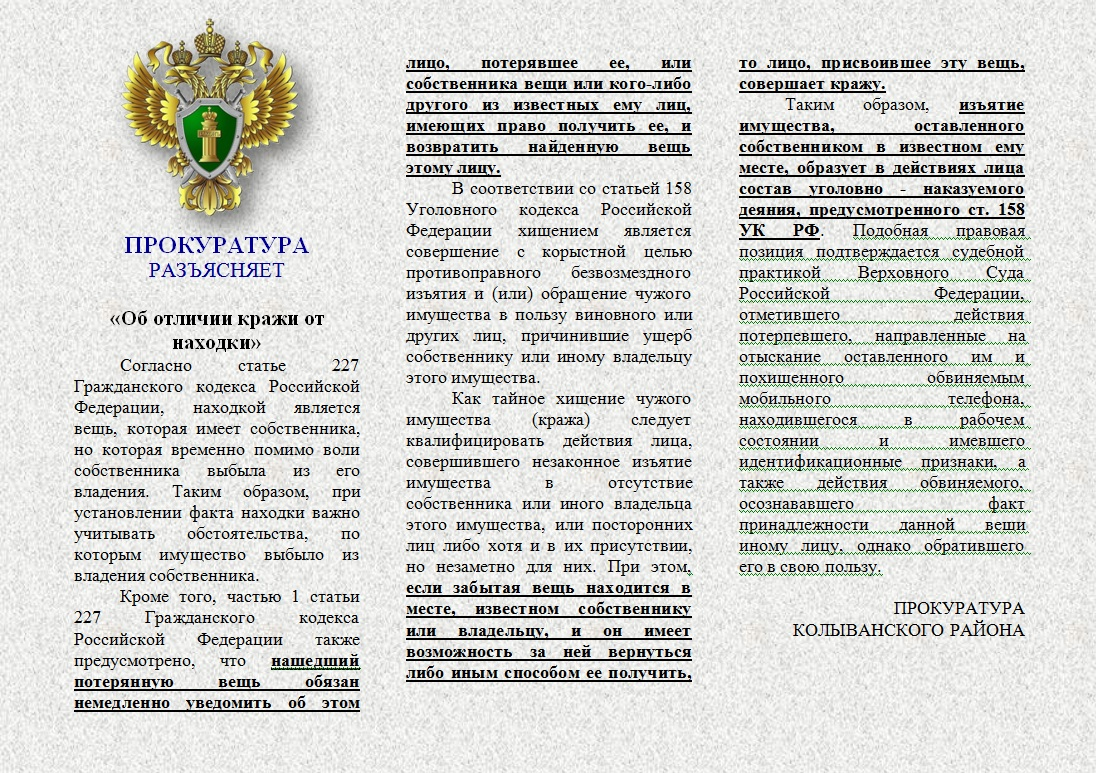 ПРОКУРАТУРА
РАЗЪЯСНЯЕТ
«Об отличии кражи от
находки»
Согласно статье 227
Гражданского кодекса Российской
Федерации, находкой является
вещь, которая имеет собственника,
но которая временно помимо воли
собственника выбыла из его
владения. Таким образом, при
установлении факта находки важно
учитывать обстоятельства, по
которым имущество выбыло из
владения собственника.
Кроме того, частью 1 статьи
227 Гражданского кодекса
Российской Федерации также
предусмотрено, что нашедший
потерянную вещь обязан
немедленно уведомить об этом
лицо, потерявшее ее, или
собственника вещи или кого-либо
другого из известных ему лиц,
имеющих право получить ее, и
возвратить найденную вещь
этому лицу.
В соответствии со статьей 158
Уголовного кодекса Российской
Федерации хищением является
совершение с корыстной целью
противоправного безвозмездного
изъятия и (или) обращение чужого
имущества в пользу виновного или
других лиц, причинившие ущерб
собственнику или иному владельцу
этого имущества.
Как тайное хищение чужого
имущества (кража) следует
квалифицировать действия лица,
совершившего незаконное изъятие
имущества в отсутствие
собственника или иного владельца
этого имущества, или посторонних
лиц либо хотя и в их присутствии,
но незаметно для них. При этом,
если забытая вещь находится в
месте, известном собственнику
или владельцу, и он имеет
возможность за ней вернуться
либо иным способом ее получить,
то лицо, присвоившее эту вещь,
совершает кражу.
Таким образом, изъятие
имущества, оставленного
собственником в известном ему
месте, образует в действиях лица
состав уголовно - наказуемого
деяния, предусмотренного ст. 158
УК РФ. Подобная правовая
позиция подтверждается судебной
практикой Верховного Суда
Российской Федерации,
отметившего действия
потерпевшего, направленные на
отыскание оставленного им и
похищенного обвиняемым
мобильного телефона,
находившегося в рабочем
состоянии и имевшего
идентификационные признаки, а
также действия обвиняемого,
осознававшего факт
принадлежности данной вещи
иному лицу, однако обратившего
его в свою пользу.
ПРОКУРАТУРА
КОЛЫВАНСКОГО РАЙОНА